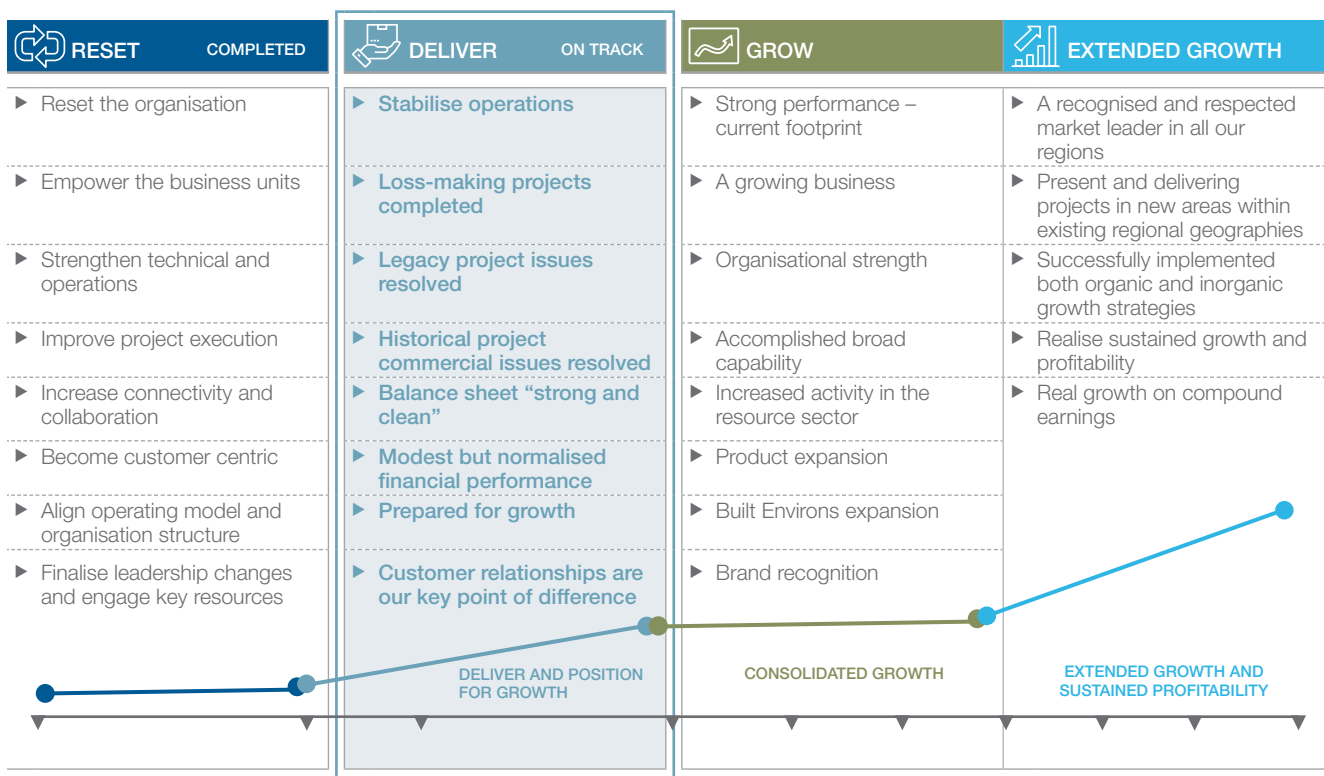 RESET COMPLETED
▶ Reset the organisation
▶ Empower the business units
▶ Strengthen technical and
operations
▶ Improve project execution
▶ Increase connectivity and
collaboration
▶ Become customer centric
▶ Align operating model and
organisation structure
▶ Finalise leadership changes
and engage key resources
DELIVER ON TRACK
▶ Stabilise operations
▶ Loss-making projects
completed
▶ Legacy project issues
resolved
▶ Historical project
commercial issues resolved
▶ Balance sheet “strong and
clean”
▶ Modest but normalised
financial performance
▶ Prepared for growth
▶ Customer relationships are
our key point of difference
DELIVER AND POSITION
FOR GROWTH
GROW
▶ Strong performance –
current footprint
▶ A growing business
▶ Organisational strength
▶ Accomplished broad
capability
▶ Increased activity in the
resource sector
▶ Product expansion
▶ Built Environs expansion
▶ Brand recognition
CONSOLIDATED GROWTH
EXTENDED GROWTH
▶ A recognised and respected
market leader in all our
regions
▶ Present and delivering
projects in new areas within
existing regional geographies
▶ Successfully implemented
both organic and inorganic
growth strategies
▶ Realise sustained growth and
profitability
▶ Real growth on compound
earnings
EXTENDED GROWTH AND
SUSTAINED PROFITABILITY